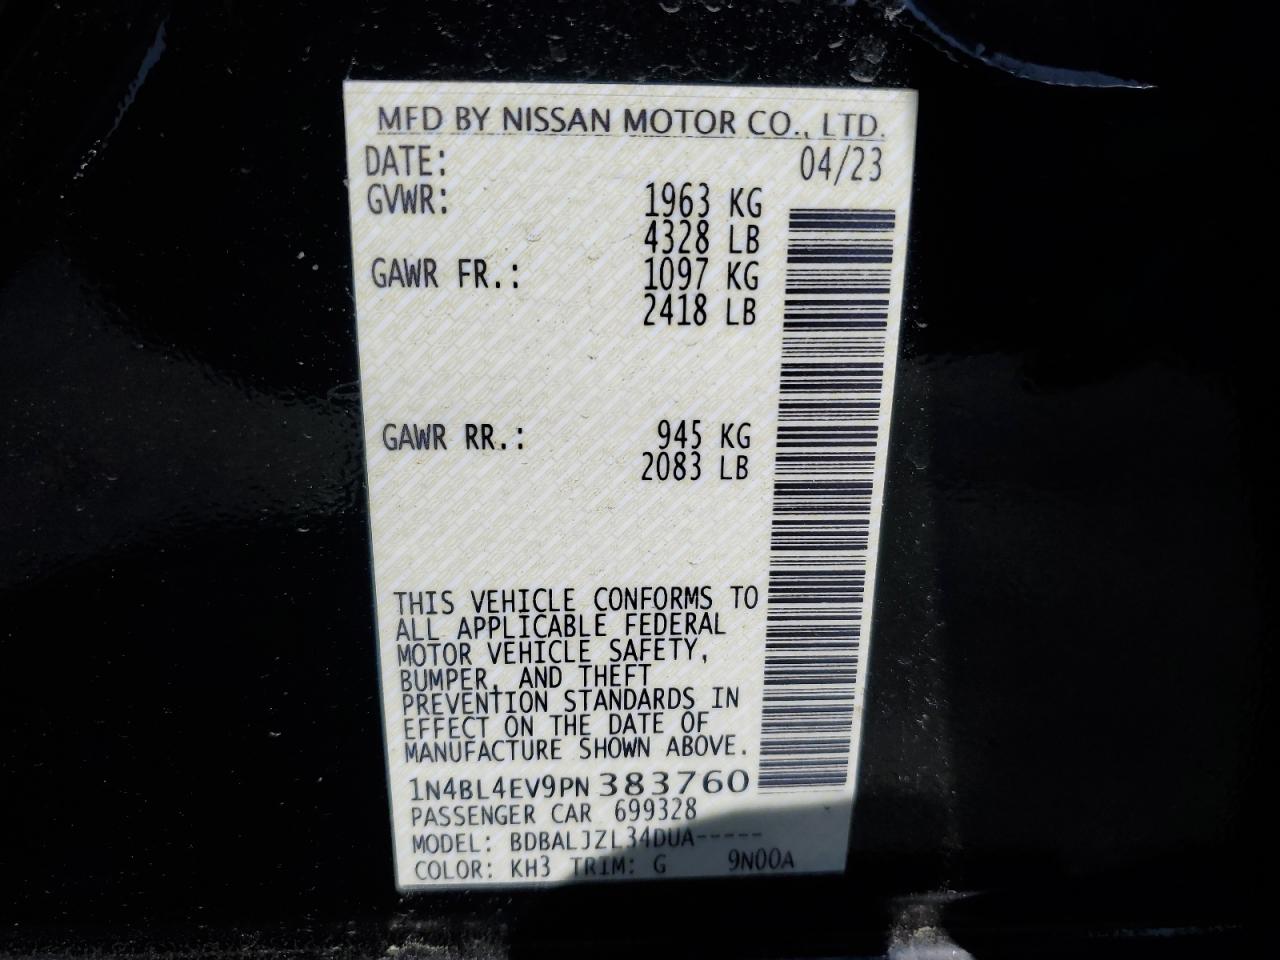 MFD BY NISSAN MOTOR CO., LTD.
DATE: 04/23
GVWR: 1963 KG
4328 LB
GAWR FR.: 1097 KG
2418 LB
GAWR RR.: 945 KG
2083 LB
THIS VEHICLE CONFORMS TO
ALL APPLICABLE FEDERAL
MOTOR VEHICLE SAFETY,
BUMPER, AND THEFT
PREVENTION STANDARDS IN
EFFECT ON THE DATE OF
MANUFACTURE SHOWN ABOVE.
1N4BL4EV9PN383760
PASSENGER CAR 699328
MODEL: BDBALJZL34DUA-----
COLOR: KH3 TRIM: G 9N00A